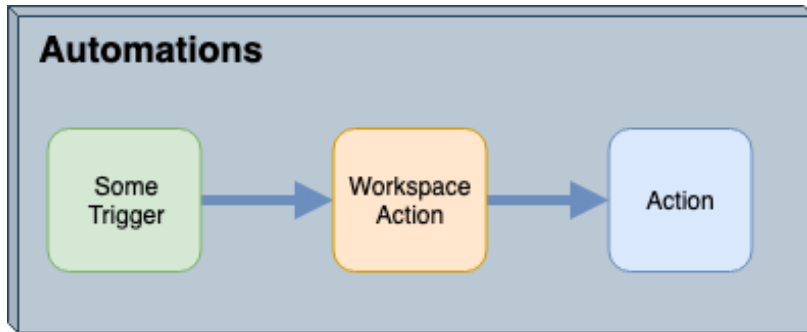 Automations
Some
Trigger
Workspace
Action
Action